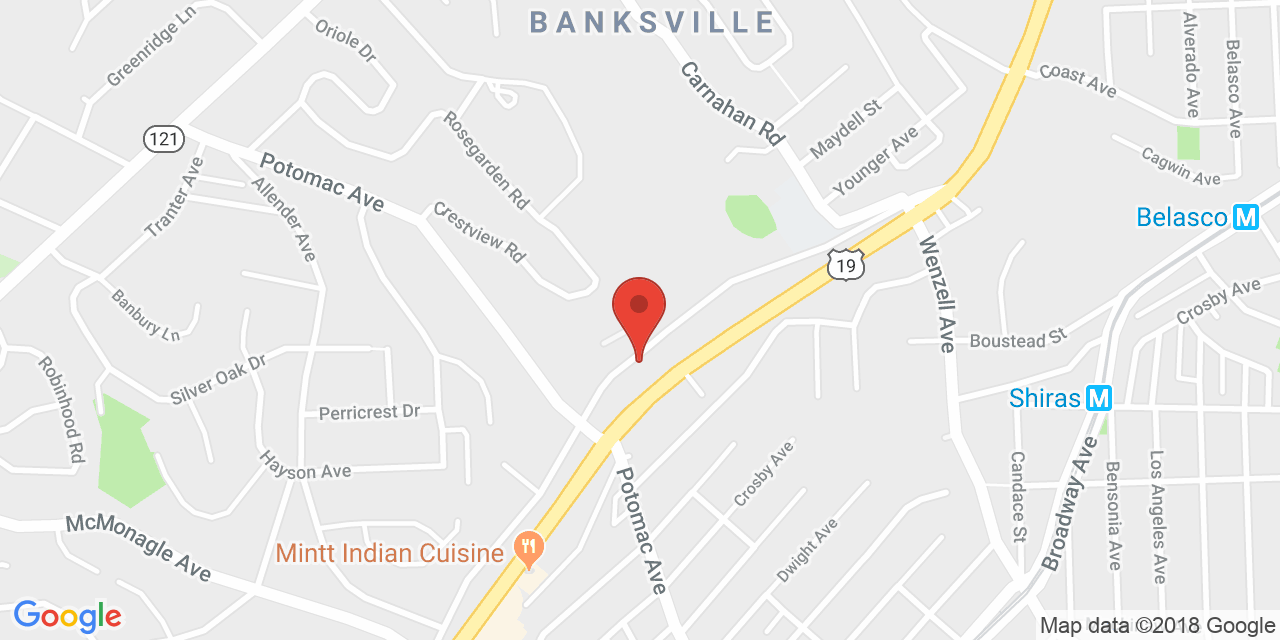 BANKSVILLE
Greenridge Ln
Oriole Dr
Coast Ave
Alverado Ave
Belasco Ave
Carnahan Rd
Maydell St
Younger Ave
Rosegarden Rd
121
Potomac Ave
Cagwin Ave
Tranter Ave
Allender Ave
Crestview Rd
Belasco M
19
Wenzell Ave
Crosby Ave
Banbury Ln
Boustead St
Silver Oak Dr
Robinhood Rd
Perricrest Dr
Shiras M
Hayson Ave
Crosby Ave
Candace St
Broadway Ave
Bensonia Ave
Los Angeles Ave
McMonagle Ave
Mintt Indian Cuisine
Potomac Ave
Dwight Ave
Google
Map data ©2018 Google